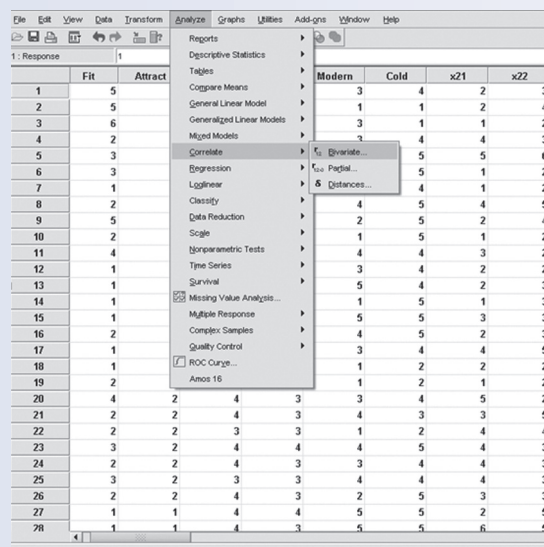 File Edit View Data Transform Analyze Graphs Utilities Add-ons Window Help
1 : Response 1
Fit Attract Modern Cold x21 x22
1 5 Reports 3 4 2
2 5 Descriptive Statistics 1 1 2
3 6 Tables 3 1 1
4 2 Compare Means
5 3 General Linear Model 5 5
6 3 Generalized Linear Models 5 1
7 1 Mixed Models 4 1
8 2 Correlate 4 5 4
Bivariate...
Partial...
Distances...
9 5 Regression 2 5 2
10 2 Loglinear 1 5 1
11 4 Classify 4 4 3
12 1 Data Reduction 3 4 2
13 1 Scale 5 4 2
14 1 Nonparametric Tests 1 5 1
15 1 Time Series 5 5 3
16 2 Survival 4 5 2
17 1 Missing Value Analysis... 3 4 4
18 1 Multiple Response 1 2 2
19 2 Complex Samples 1 2 1
Quality Control
ROC Curve...
Amos 16
20 4 2 4 3 3 4 5
21 2 2 4 3 4 3 3
22 2 2 3 3 1 2 4
23 3 2 4 4 4 5 4
24 2 2 4 3 3 4 4
25 3 2 3 3 4 4 4
26 2 2 4 3 2 5 3
27 1 1 4 4 5 5 2
28 1 1 4 3 5 5 6